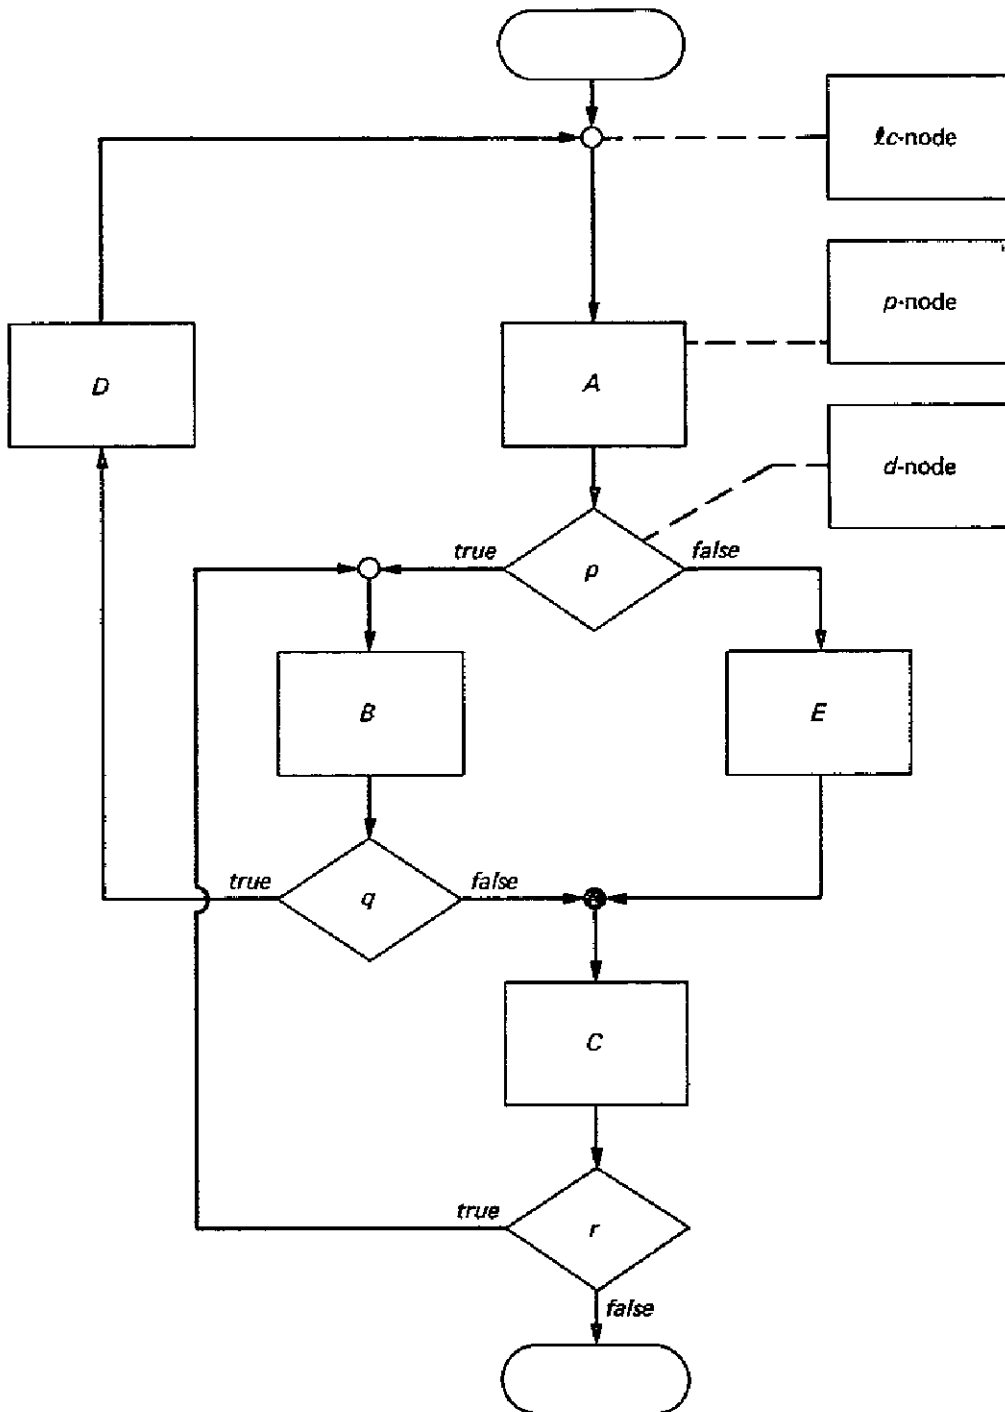 ℓc-node
p-node
D
A
d-node
true
false
p
B
E
true
false
q
C
true
r
false